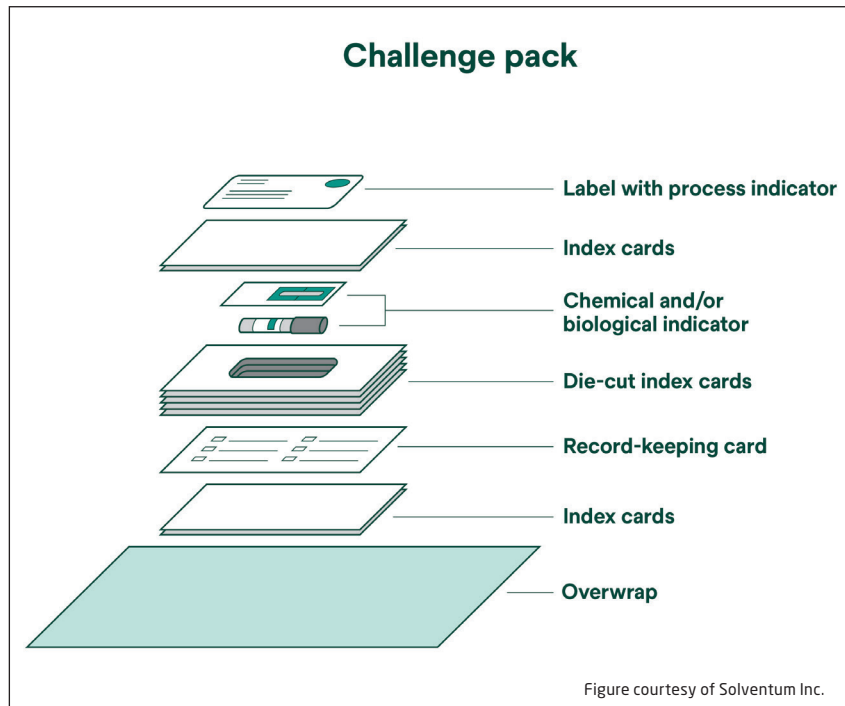 Challenge pack
Label with process indicator
Index cards
Chemical and/or
biological indicator
Die-cut index cards
Record-keeping card
Index cards
Overwrap
Figure courtesy of Solventum Inc.